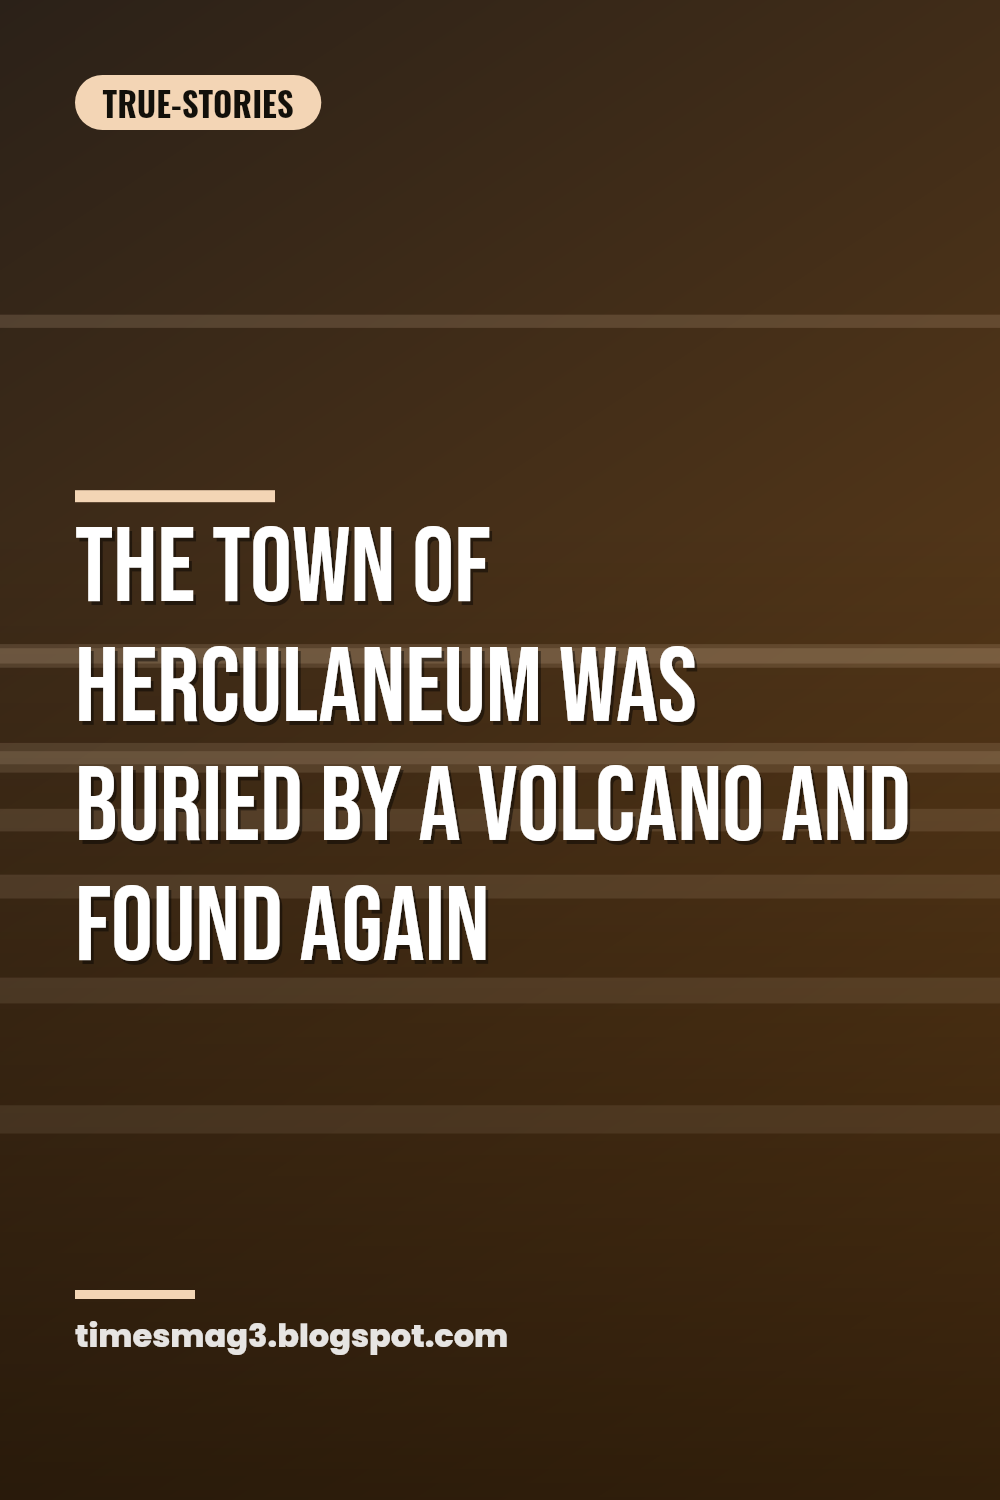 TRUE-STORIES
THE TOWN OF
HERCULANEUM WAS
BURIED BY A VOLCANO AND
FOUND AGAIN
timesmag3.blogspot.com